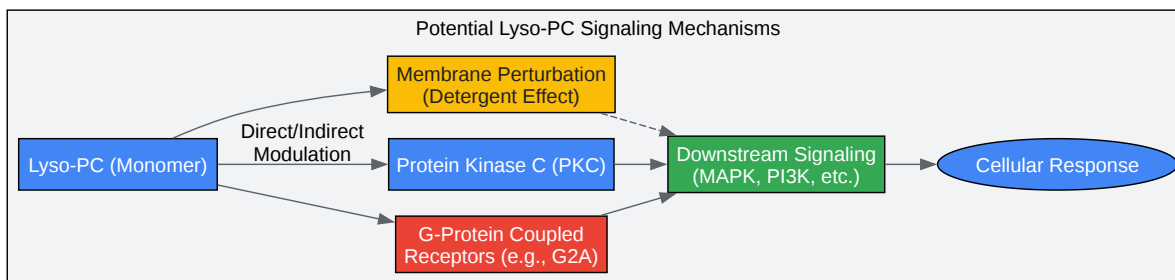 Potential Lyso-PC Signaling Mechanisms
Membrane Perturbation
(Detergent Effect)
Direct/Indirect
Modulation
Lyso-PC (Monomer)
Protein Kinase C (PKC)
Downstream Signaling
(MAPK, PI3K, etc.)
Cellular Response
G-Protein Coupled
Receptors (e.g., G2A)